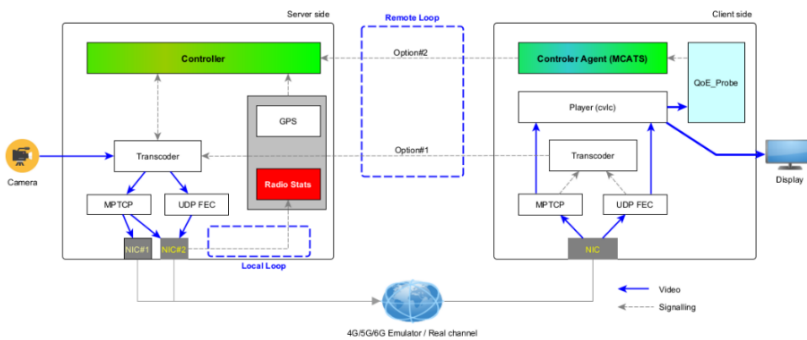 Server side
Remote Loop
Client side
Controller
Option#2
Controler Agent (MCATS)
QoE_Probe
GPS
Player (cvlc)
Camera
Transcoder
Option#1
Transcoder
Display
Radio Stats
MPTCP
UDP FEC
MPTCP
UDP FEC
NIC#1
NIC#2
NIC
Local Loop
Video
Signalling
4G/5G/6G Emulator / Real channel